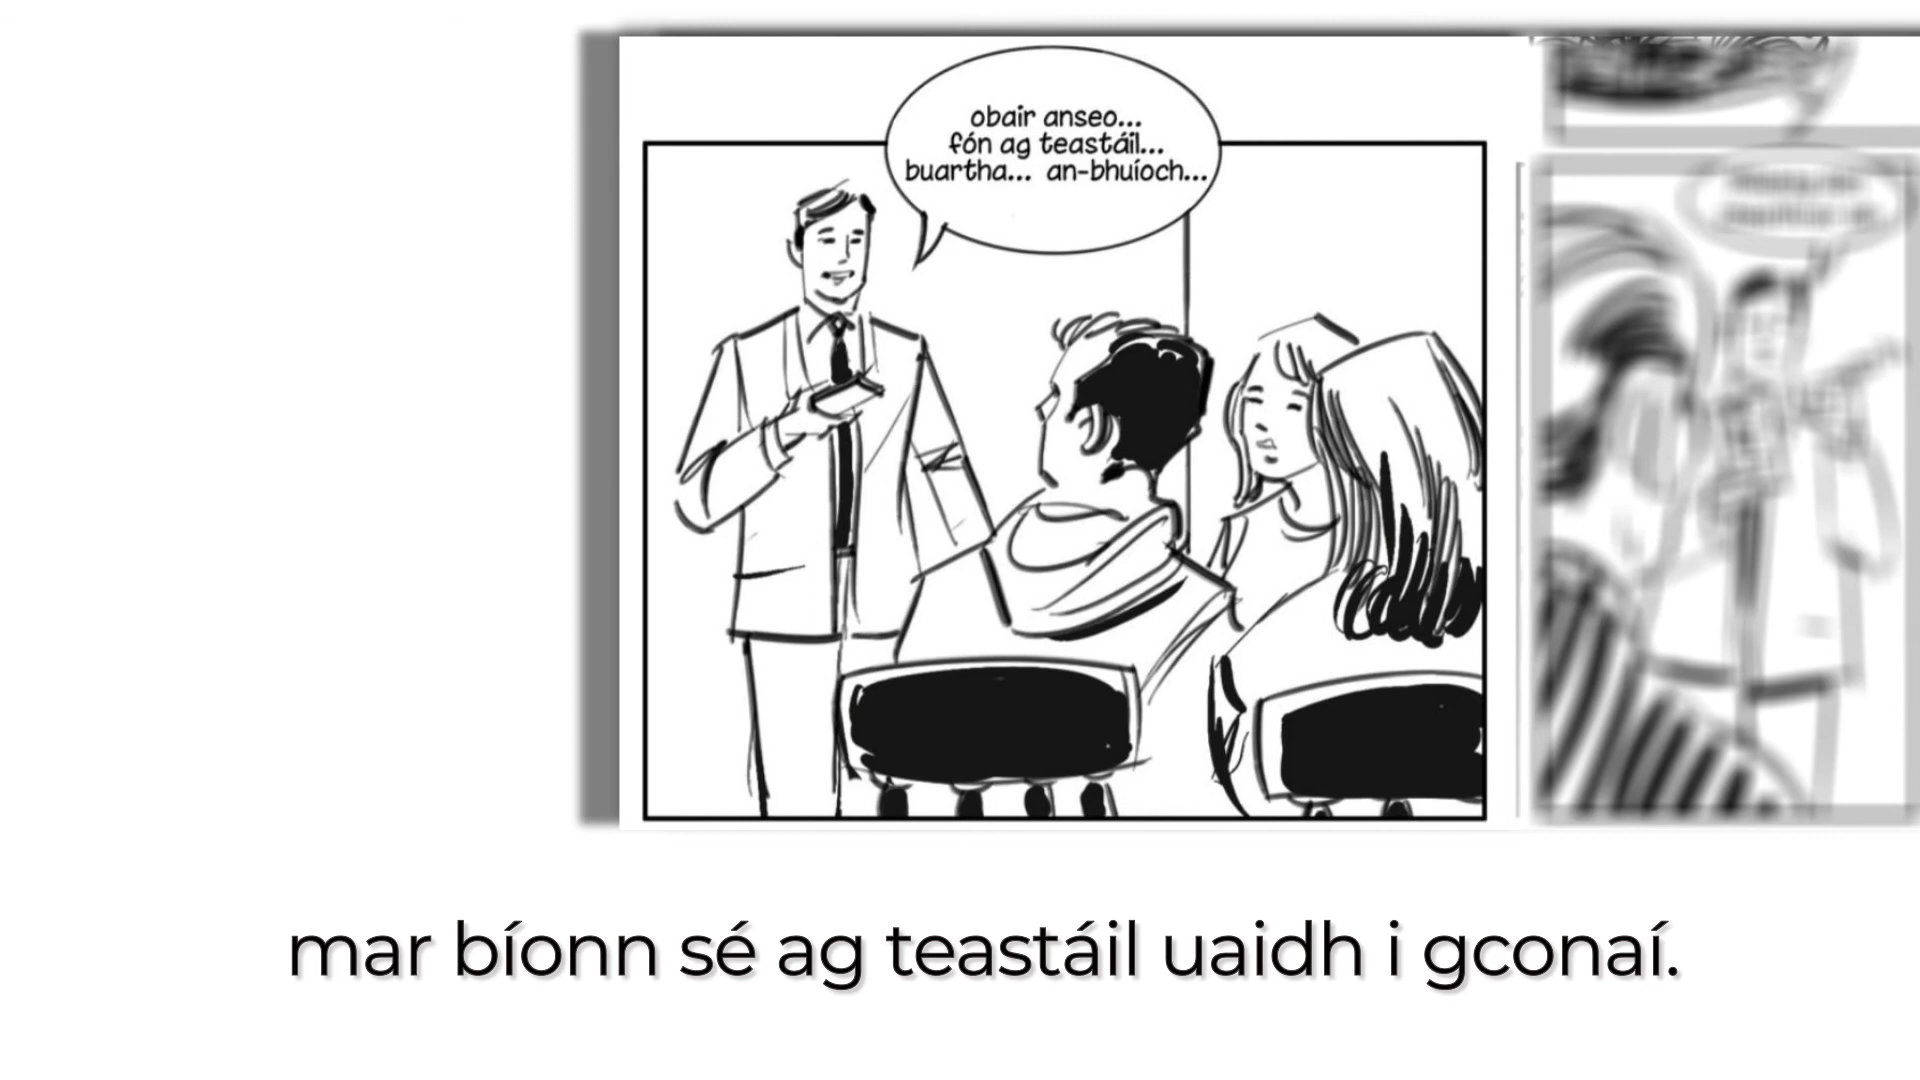 obair anseo...
fón ag teastáil...
buartha... an-bhuíoch...
mar bíonn sé ag teastáil uaidh i gconaí.